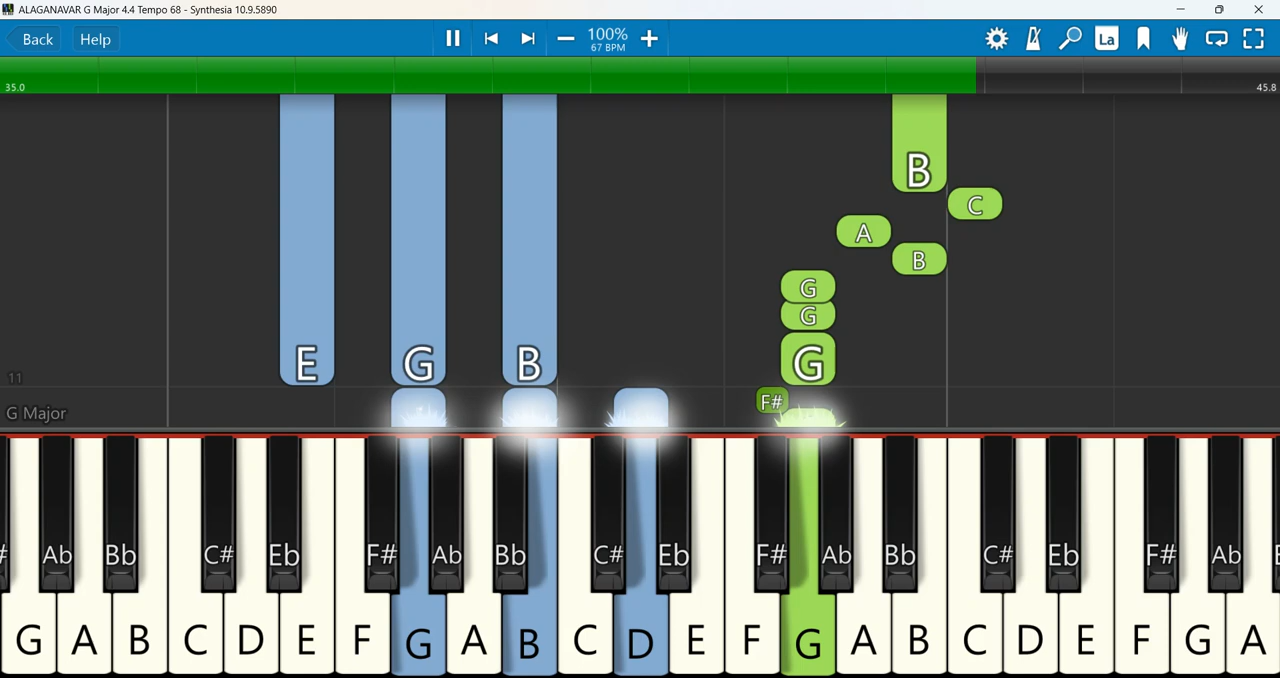 ALAGANAVAR G Major 4.4 Tempo 68 - Synthesia 10.9.5890
Back Help 100% La
67 BPM
35.0 45.8
B
C
A
B
G
G
E G B G
11
F#
G Major
# Ab Bb C# Eb F# Ab Bb C# Eb F# Ab Bb C# Eb F# Ab E
G A B C D E F G A B C D E F G A B C D E F G A